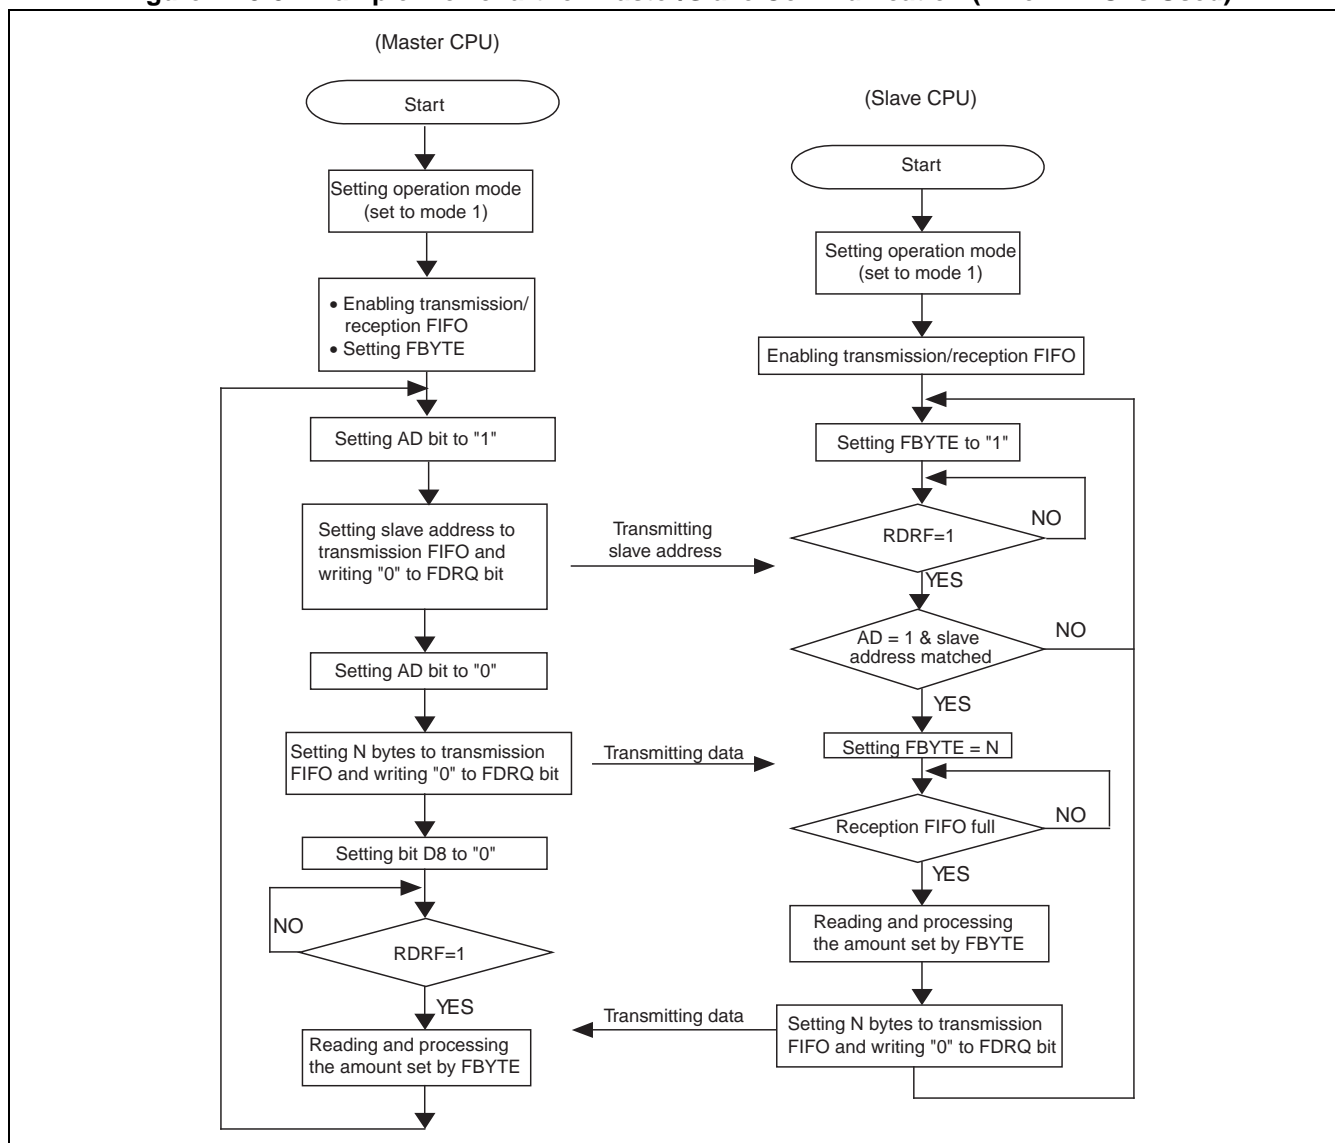 (Master CPU)
Start
Setting operation mode
(set to mode 1)
• Enabling transmission/
reception FIFO
• Setting FBYTE
Setting AD bit to "1"
Setting slave address to
transmission FIFO and
writing "0" to FDRQ bit
Transmitting
slave address
Setting AD bit to "0"
Setting N bytes to transmission
FIFO and writing "0" to FDRQ bit
Transmitting data
Setting bit D8 to "0"
NO
RDRF=1
YES
Reading and processing
the amount set by FBYTE
(Slave CPU)
Start
Setting operation mode
(set to mode 1)
Enabling transmission/reception FIFO
Setting FBYTE to "1"
RDRF=1
NO
YES
AD = 1 & slave
address matched
NO
YES
Setting FBYTE = N
Reception FIFO full
NO
YES
Reading and processing
the amount set by FBYTE
Transmitting data
Setting N bytes to transmission
FIFO and writing "0" to FDRQ bit